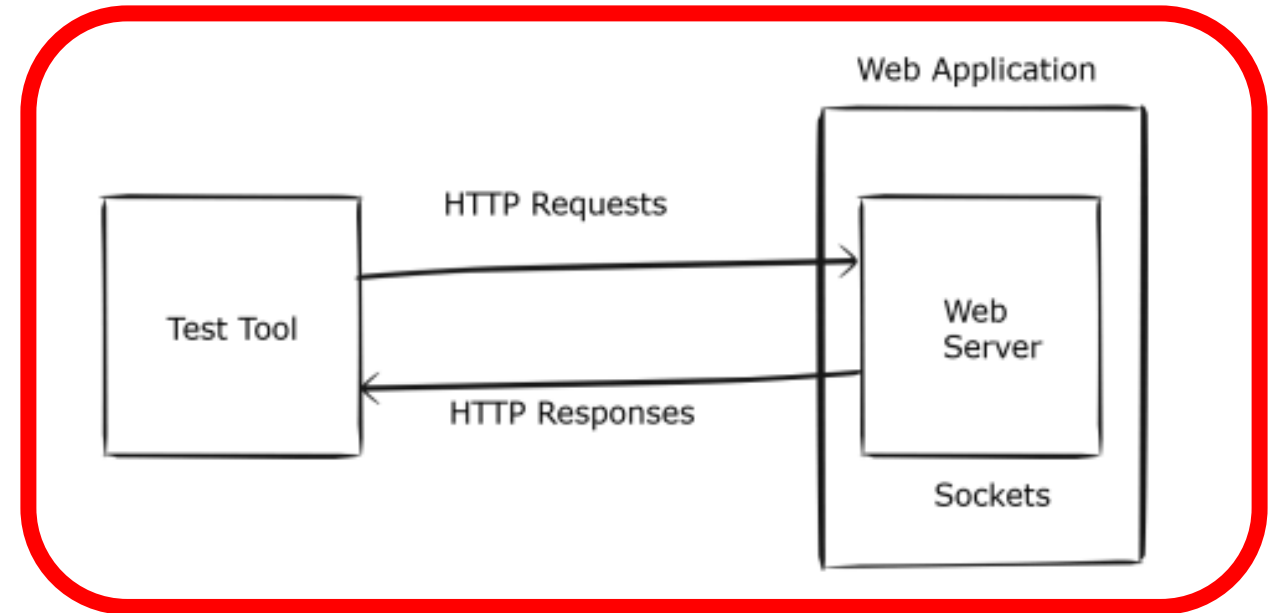 Web Application
HTTP Requests
Test Tool
Web
Server
HTTP Responses
Sockets